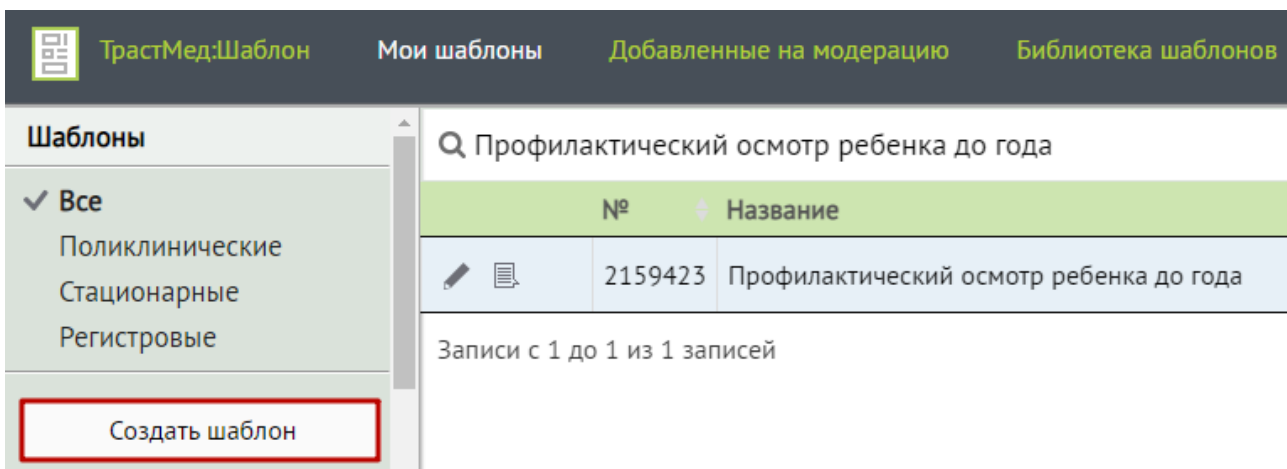 ТрастМед:Шаблон Мои шаблоны Добавленные на модерацию Библиотека шаблонов
Шаблоны
Все
Поликлинические
Стационарные
Регистровые
Создать шаблон
Профилактический осмотр ребенка до года
№ Название
2159423 Профилактический осмотр ребенка до года
Записи с 1 до 1 из 1 записей